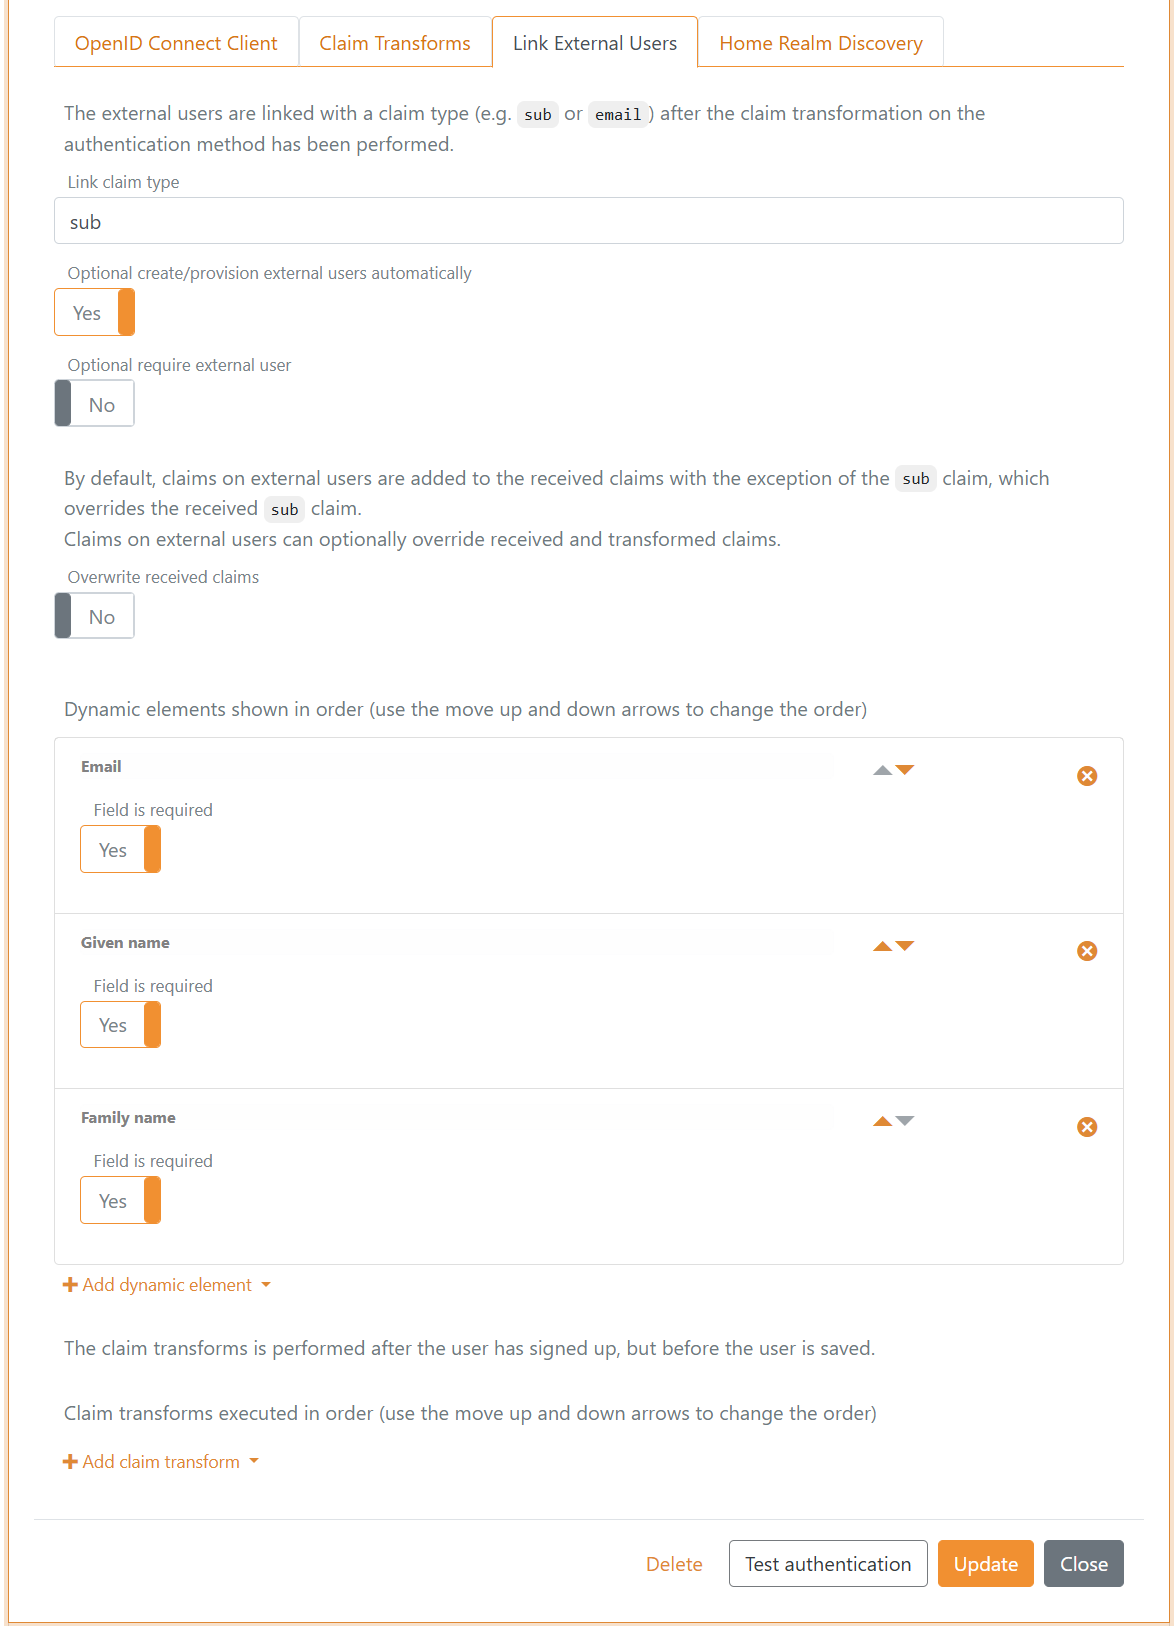 OpenID Connect Client
Claim Transforms
Link External Users
Home Realm Discovery
The external users are linked with a claim type (e.g. sub or email ) after the claim transformation on the
authentication method has been performed.
Link claim type
sub
Optional create/provision external users automatically
Yes
Optional require external user
No
By default, claims on external users are added to the received claims with the exception of the sub claim, which
overrides the received sub claim.
Claims on external users can optionally override received and transformed claims.
Overwrite received claims
No
Dynamic elements shown in order (use the move up and down arrows to change the order)
Email
Field is required
Yes
Given name
Field is required
Yes
Family name
Field is required
Yes
Add dynamic element
The claim transforms is performed after the user has signed up, but before the user is saved.
Claim transforms executed in order (use the move up and down arrows to change the order)
Add claim transform
Delete
Test authentication
Update
Close